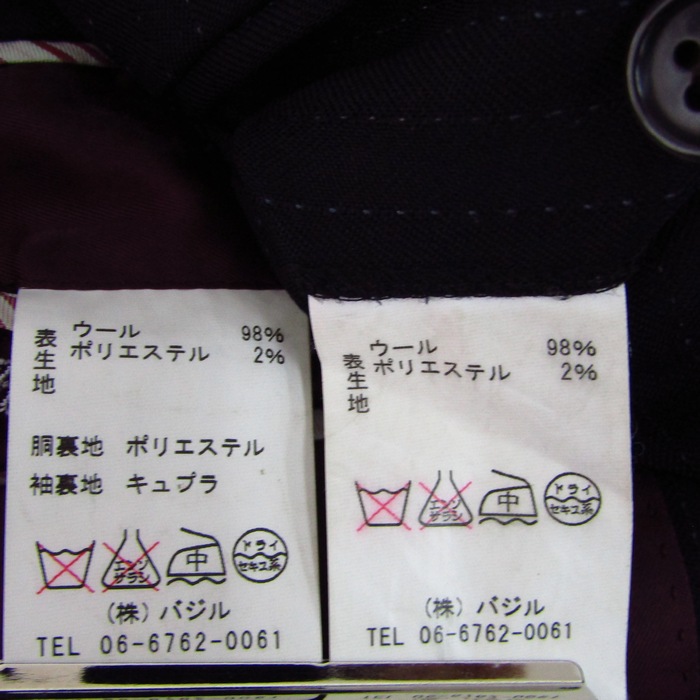 表生地
ウール 98%
ポリエステル 2%
胴裏地 ポリエステル
袖裏地 キュプラ
エンソ サラシ
中
ドライ
セキユ系
(株) バジル
TEL 06-6762-0061
表生地
ウール 98%
ポリエステル 2%
エンソ サラシ
中
ドライ
セキユ系
(株) バジル
TEL 06-6762-0061